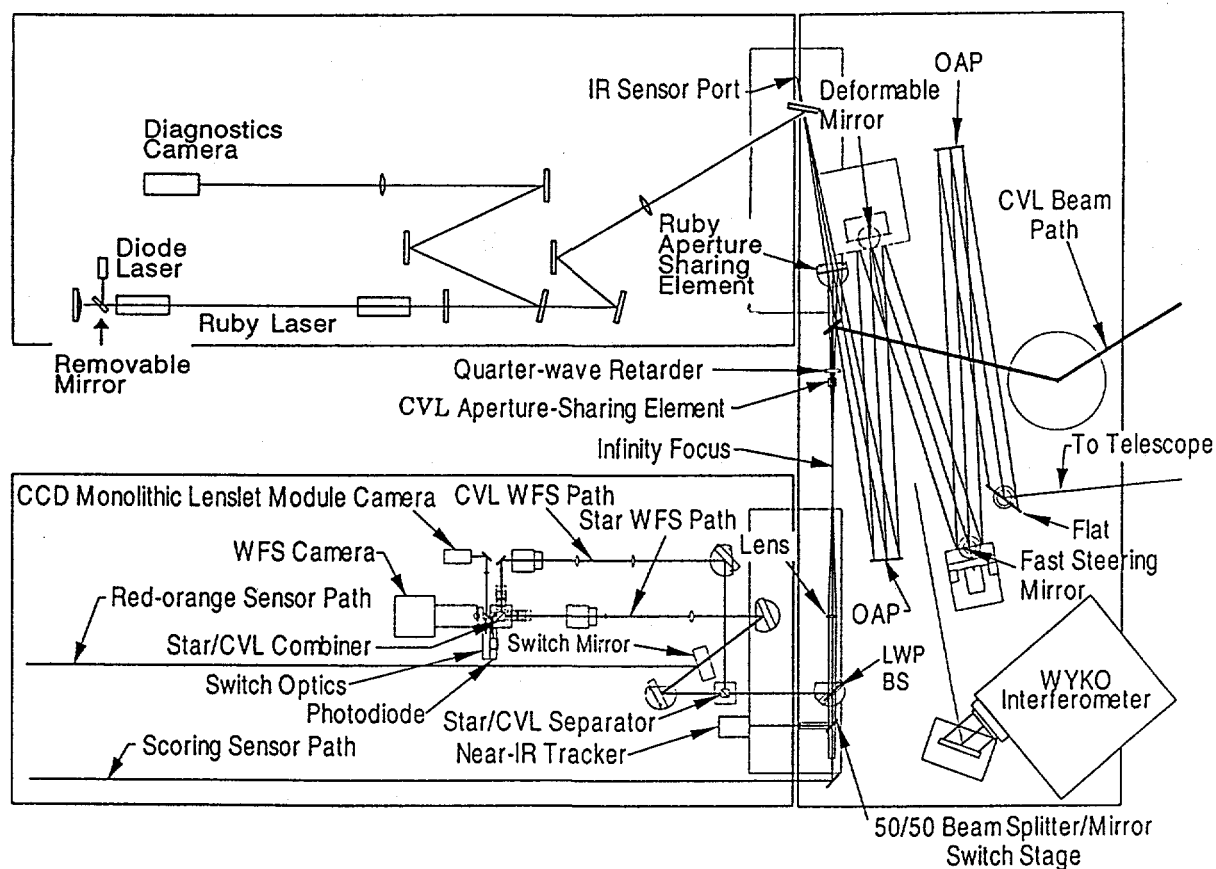 OAP
IR Sensor Port
Deformable
Mirror
Diagnostics
Camera
CVL Beam
Path
Ruby
Aperture
Sharing
Element
Diode
Laser
Ruby Laser
Removable
Mirror
Quarter-wave Retarder
CVL Aperture-Sharing Element
Infinity Focus
To Telescope
CCD Monolithic Lenslet Module Camera
CVL WFS Path
Star WFS Path
Lens
Flat
WFS Camera
Fast Steering
Mirror
Red-orange Sensor Path
OAP
Star/CVL Combiner
Switch Mirror
LWP
BS
Switch Optics
WYKO
Interferometer
Photodiode
Star/CVL Separator
Scoring Sensor Path
Near-IR Tracker
50/50 Beam Splitter/Mirror
Switch Stage